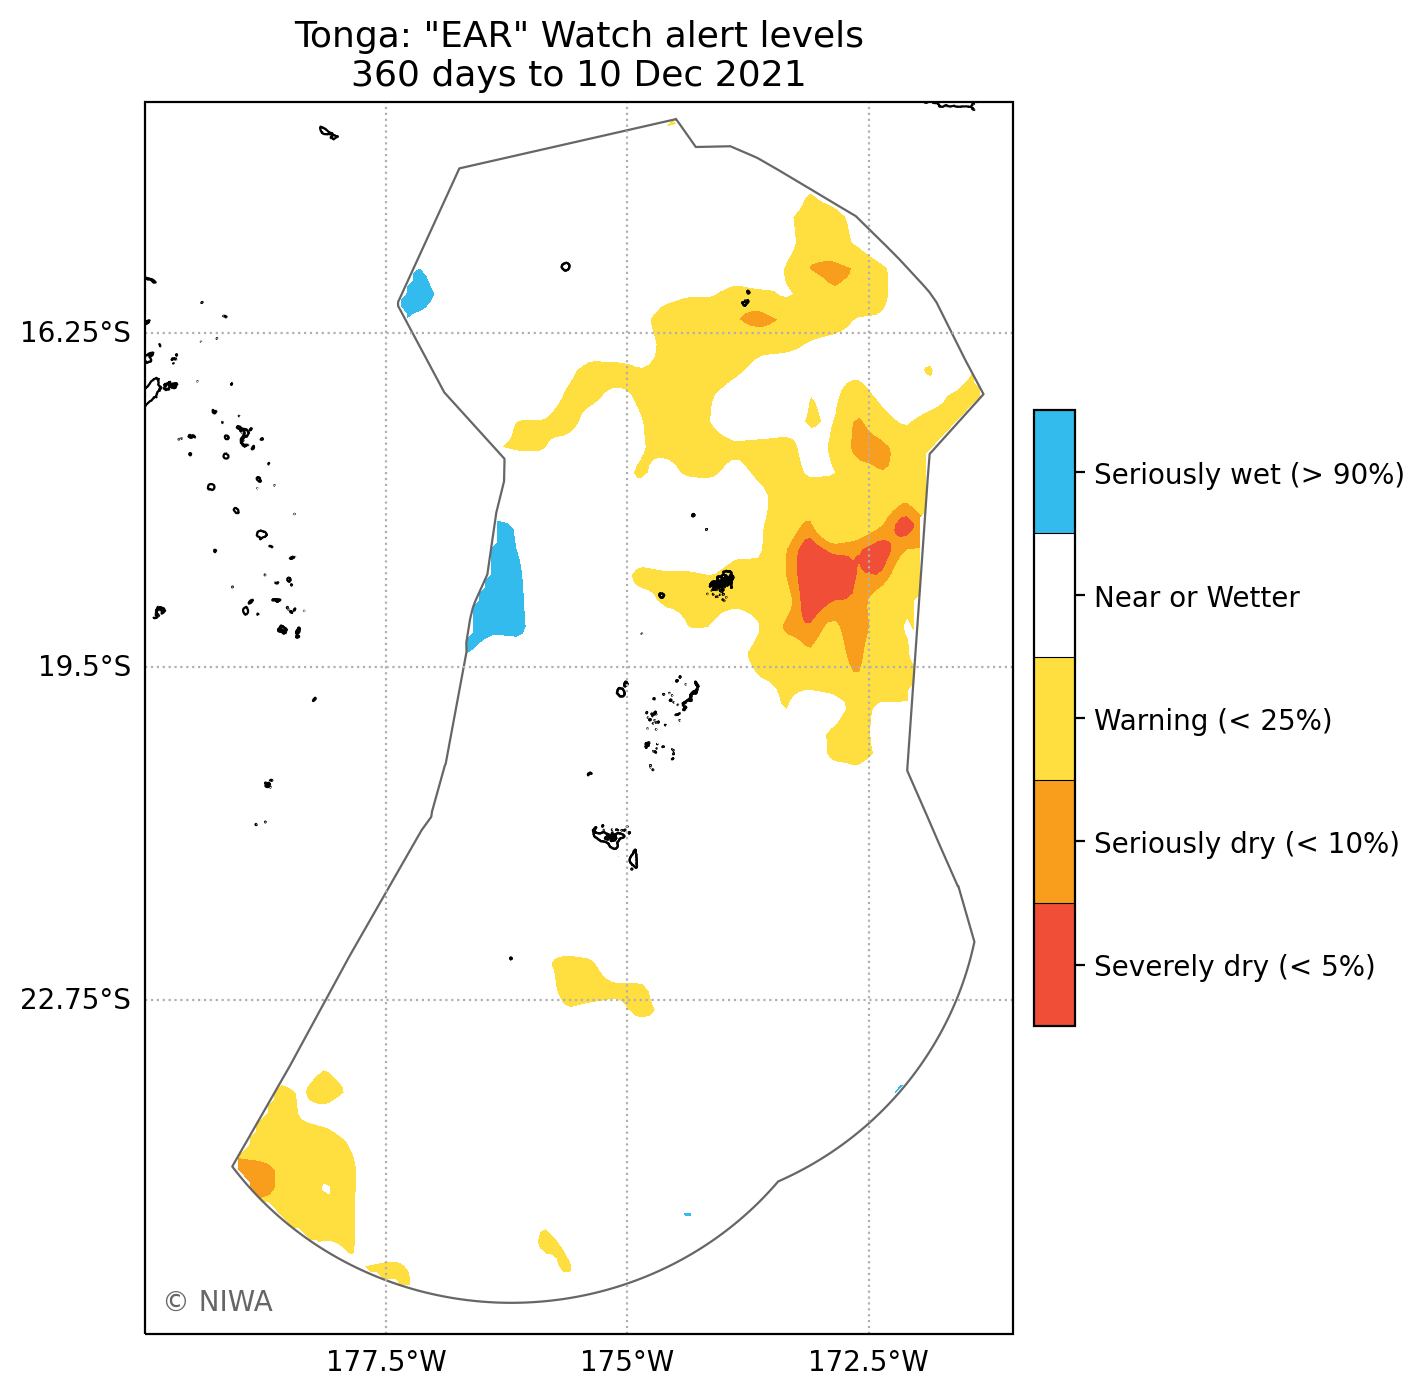 Tonga: "EAR" Watch alert levels
360 days to 10 Dec 2021
16.25°S
19.5°S
22.75°S
177.5°W
175°W
172.5°W
Seriously wet (> 90%)
Near or Wetter
Warning (< 25%)
Seriously dry (< 10%)
Severely dry (< 5%)
© NIWA